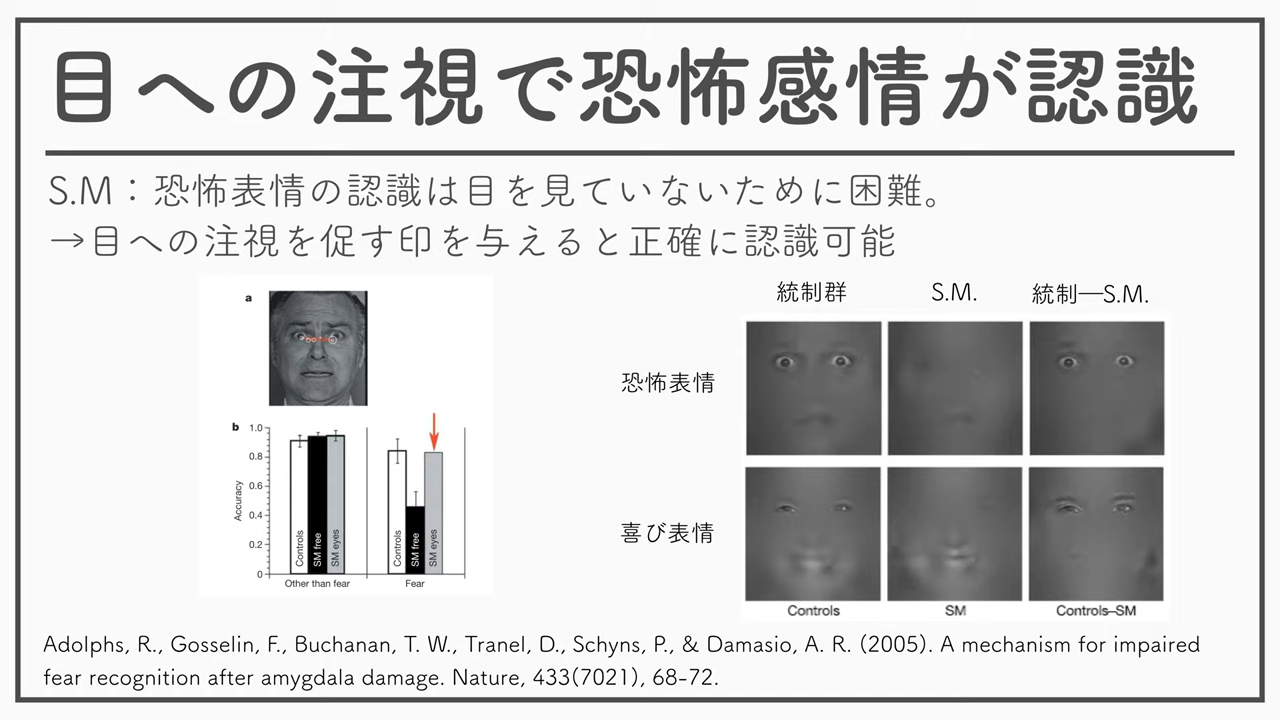 目への注視で恐怖感情が認識
S.M：恐怖表情の認識は目を見ていないために困難。
→目への注視を促す印を与えると正確に認識可能
a
b
1.0
0.8
0.6
0.4
0.2
0
Accuracy
Controls
SM free
SM eyes
Controls
SM free
SM eyes
Other than fear
Fear
統制群
S.M.
統制―S.M.
恐怖表情
喜び表情
Controls
SM
Controls–SM
Adolphs, R., Gosselin, F., Buchanan, T. W., Tranel, D., Schyns, P., & Damasio, A. R. (2005). A mechanism for impaired
fear recognition after amygdala damage. Nature, 433(7021), 68-72.